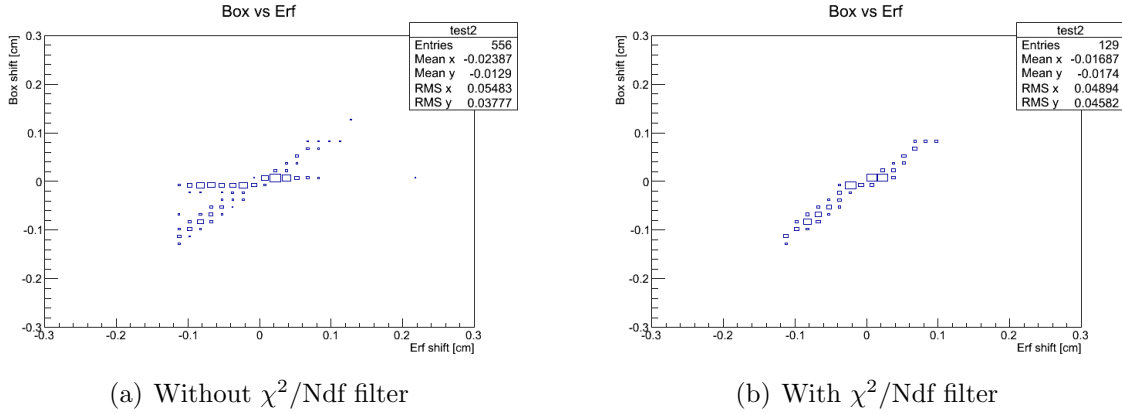 Box vs Erf
Box shift [cm]
0.3
0.2
0.1
0
-0.1
-0.2
-0.3
-0.3
-0.2
-0.1
0
0.1
0.2
0.3
Erf shift [cm]
test2
Entries 556
Mean x -0.02387
Mean y -0.0129
RMS x 0.05483
RMS y 0.03777
(a) Without χ²/Ndf filter
Box vs Erf
Box shift [cm]
0.3
0.2
0.1
0
-0.1
-0.2
-0.3
-0.3
-0.2
-0.1
0
0.1
0.2
0.3
Erf shift [cm]
test2
Entries 129
Mean x -0.01687
Mean y -0.0174
RMS x 0.04894
RMS y 0.04582
(b) With χ²/Ndf filter